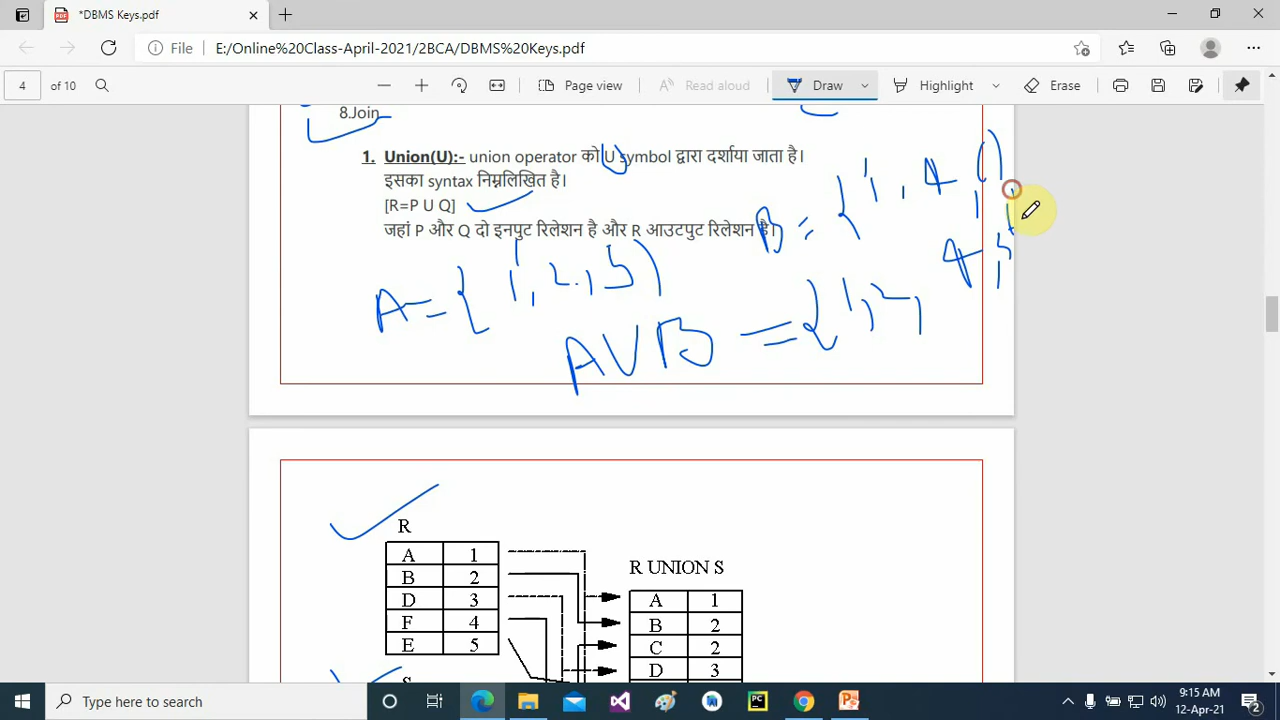 *DBMS Keys.pdf
File
E:/Online%20Class-April-2021/2BCA/DBMS%20Keys.pdf
4 of 10
Page view
Read aloud
Draw
Highlight
Erase
8.Join
1. Union(U):- union operator को U symbol द्वारा दर्शाया जाता है।
इसका syntax निम्नलिखित है।
[R=P U Q]
जहां P और Q दो इनपुट रिलेशन है और R आउटपुट रिलेशन है।
A = {1, 2, 5)
A U B = {1, 2,
R
A 1
B 2
D 3
F 4
E 5
R UNION S
A 1
B 2
C 2
D 3
S
Type here to search
9:15 AM
12-Apr-21
2